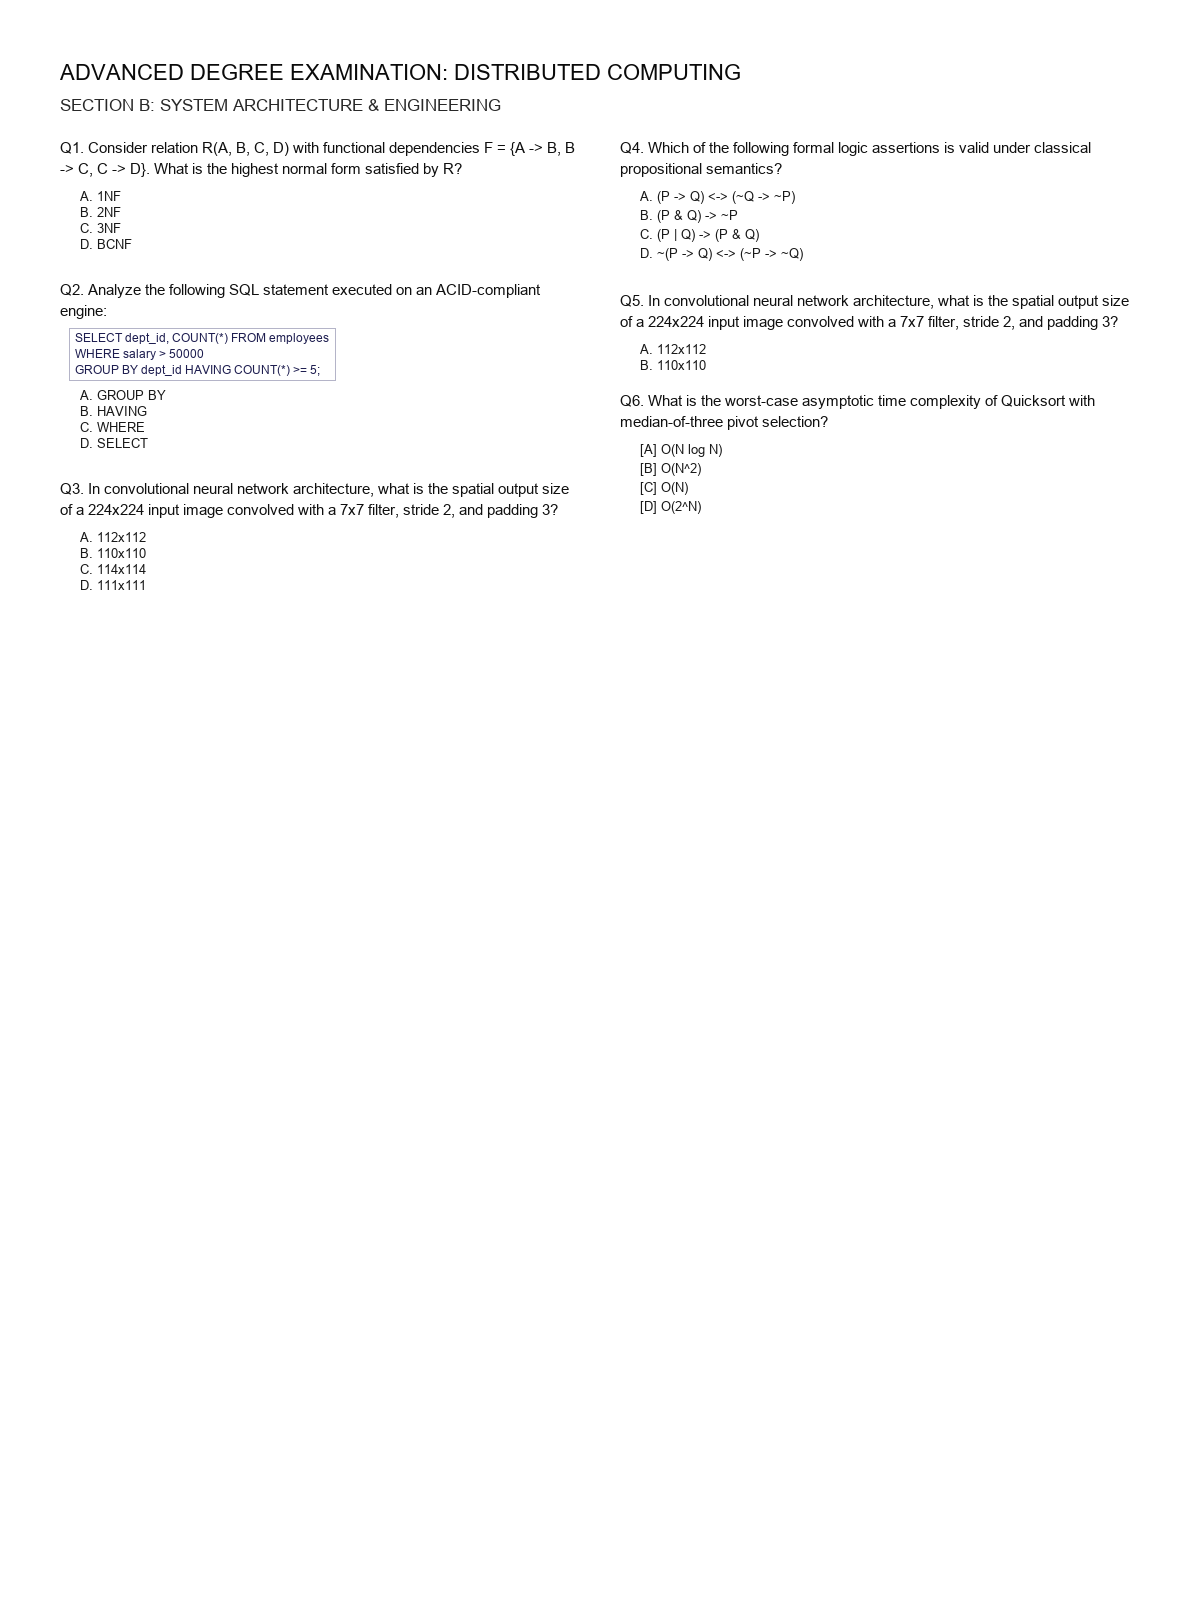 ADVANCED DEGREE EXAMINATION: DISTRIBUTED COMPUTING
SECTION B: SYSTEM ARCHITECTURE & ENGINEERING
Q1. Consider relation R(A, B, C, D) with functional dependencies F = {A -> B, B
-> C, C -> D}. What is the highest normal form satisfied by R?
A. 1NF
B. 2NF
C. 3NF
D. BCNF
Q2. Analyze the following SQL statement executed on an ACID-compliant
engine:
SELECT dept_id, COUNT(*) FROM employees
WHERE salary > 50000
GROUP BY dept_id HAVING COUNT(*) >= 5;
A. GROUP BY
B. HAVING
C. WHERE
D. SELECT
Q3. In convolutional neural network architecture, what is the spatial output size
of a 224x224 input image convolved with a 7x7 filter, stride 2, and padding 3?
A. 112x112
B. 110x110
C. 114x114
D. 111x111
Q4. Which of the following formal logic assertions is valid under classical
propositional semantics?
A. (P -> Q) <-> (~Q -> ~P)
B. (P & Q) -> ~P
C. (P | Q) -> (P & Q)
D. ~(P -> Q) <-> (~P -> ~Q)
Q5. In convolutional neural network architecture, what is the spatial output size
of a 224x224 input image convolved with a 7x7 filter, stride 2, and padding 3?
A. 112x112
B. 110x110
Q6. What is the worst-case asymptotic time complexity of Quicksort with
median-of-three pivot selection?
[A] O(N log N)
[B] O(N^2)
[C] O(N)
[D] O(2^N)